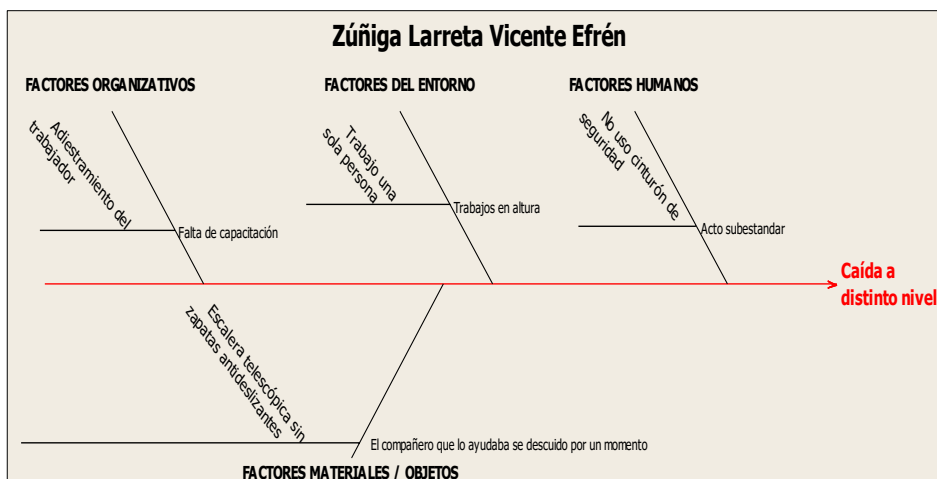 Zúñiga Larreta Vicente Efrén
FACTORES ORGANIZATIVOS
FACTORES DEL ENTORNO
FACTORES HUMANOS
Adiestramiento del
trabajador
Falta de capacitación
Trabajo una
sola persona
Trabajos en altura
No uso cinturón de
seguridad
Acto subestandar
Caída a
distinto nivel
Escalera telescópica sin
zapatas antideslizantes
El compañero que lo ayudaba se descuido por un momento
FACTORES MATERIALES / OBJETOS